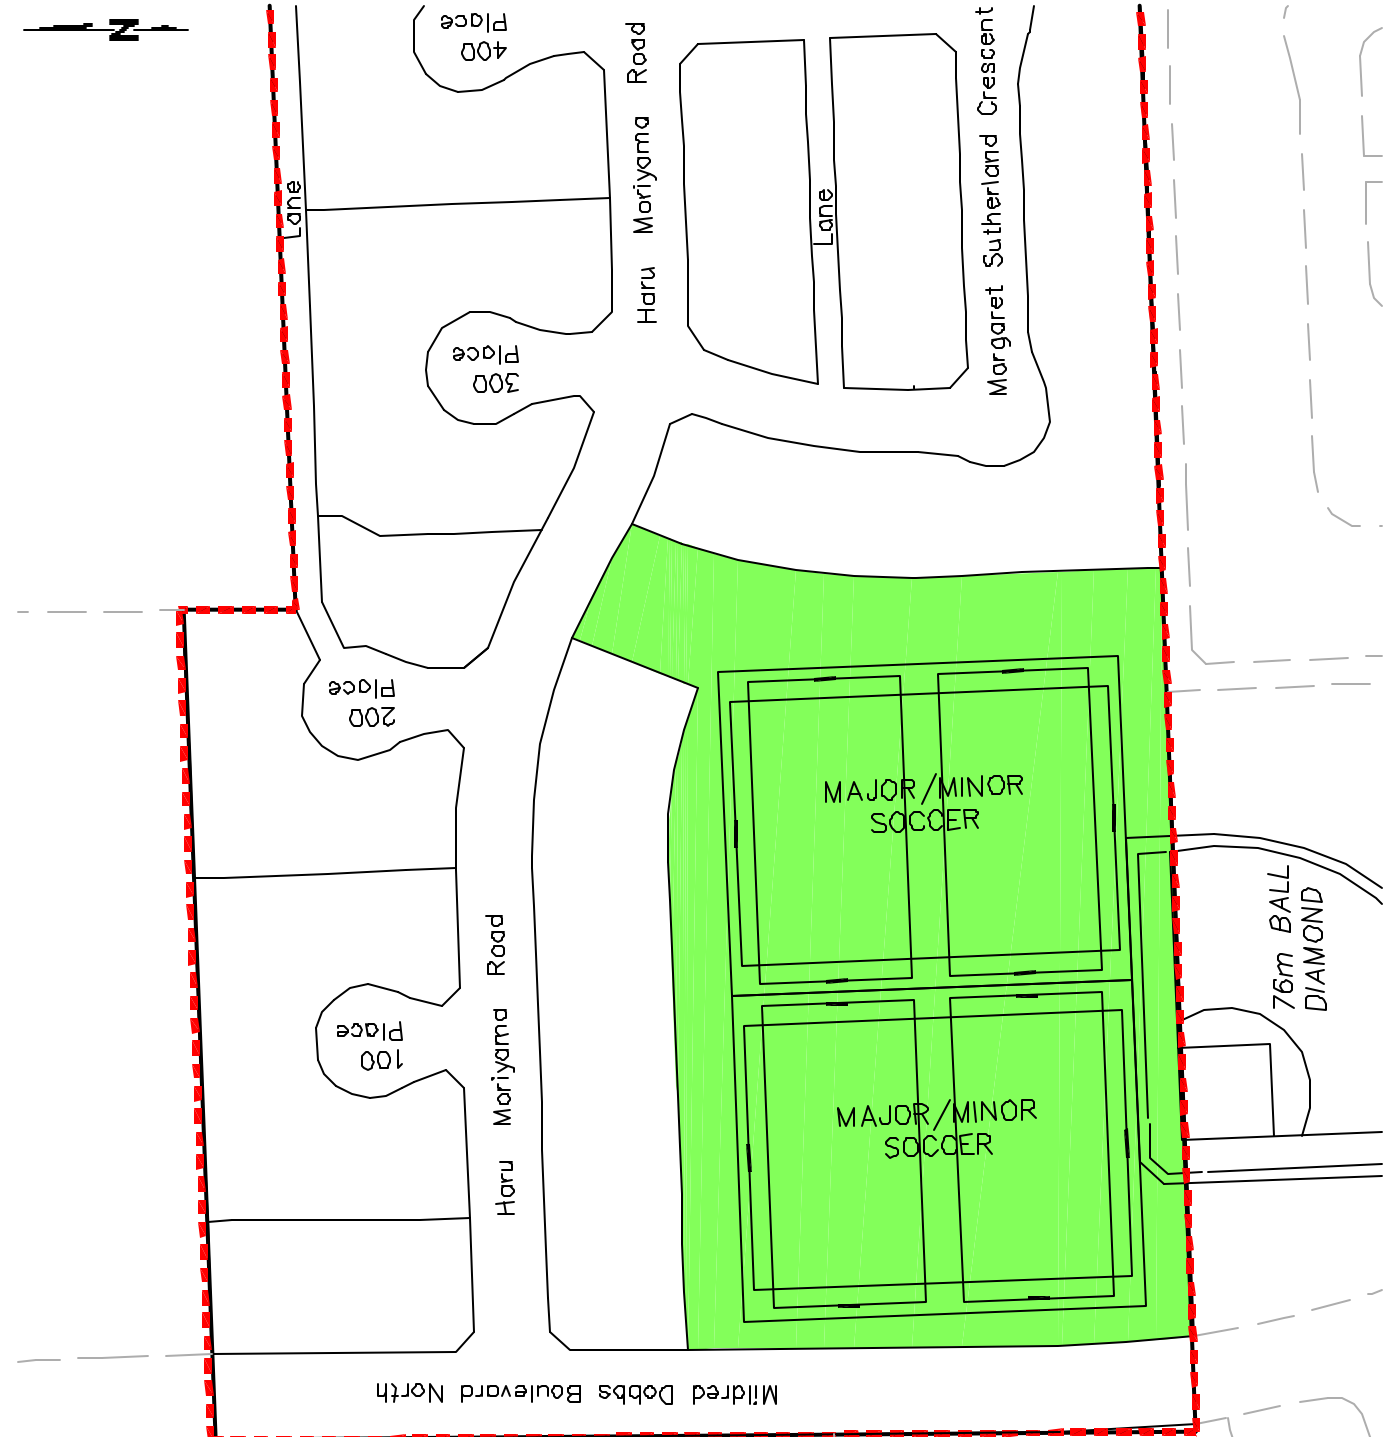 N
400
Place
Haru Moriyama Road
Margaret Sutherland Crescent
Lane
Lane
300
Place
200
Place
MAJOR/MINOR
SOCCER
76m BALL
DIAMOND
Haru Moriyama Road
100
Place
MAJOR/MINOR
SOCCER
Mildred Dobbs Boulevard North